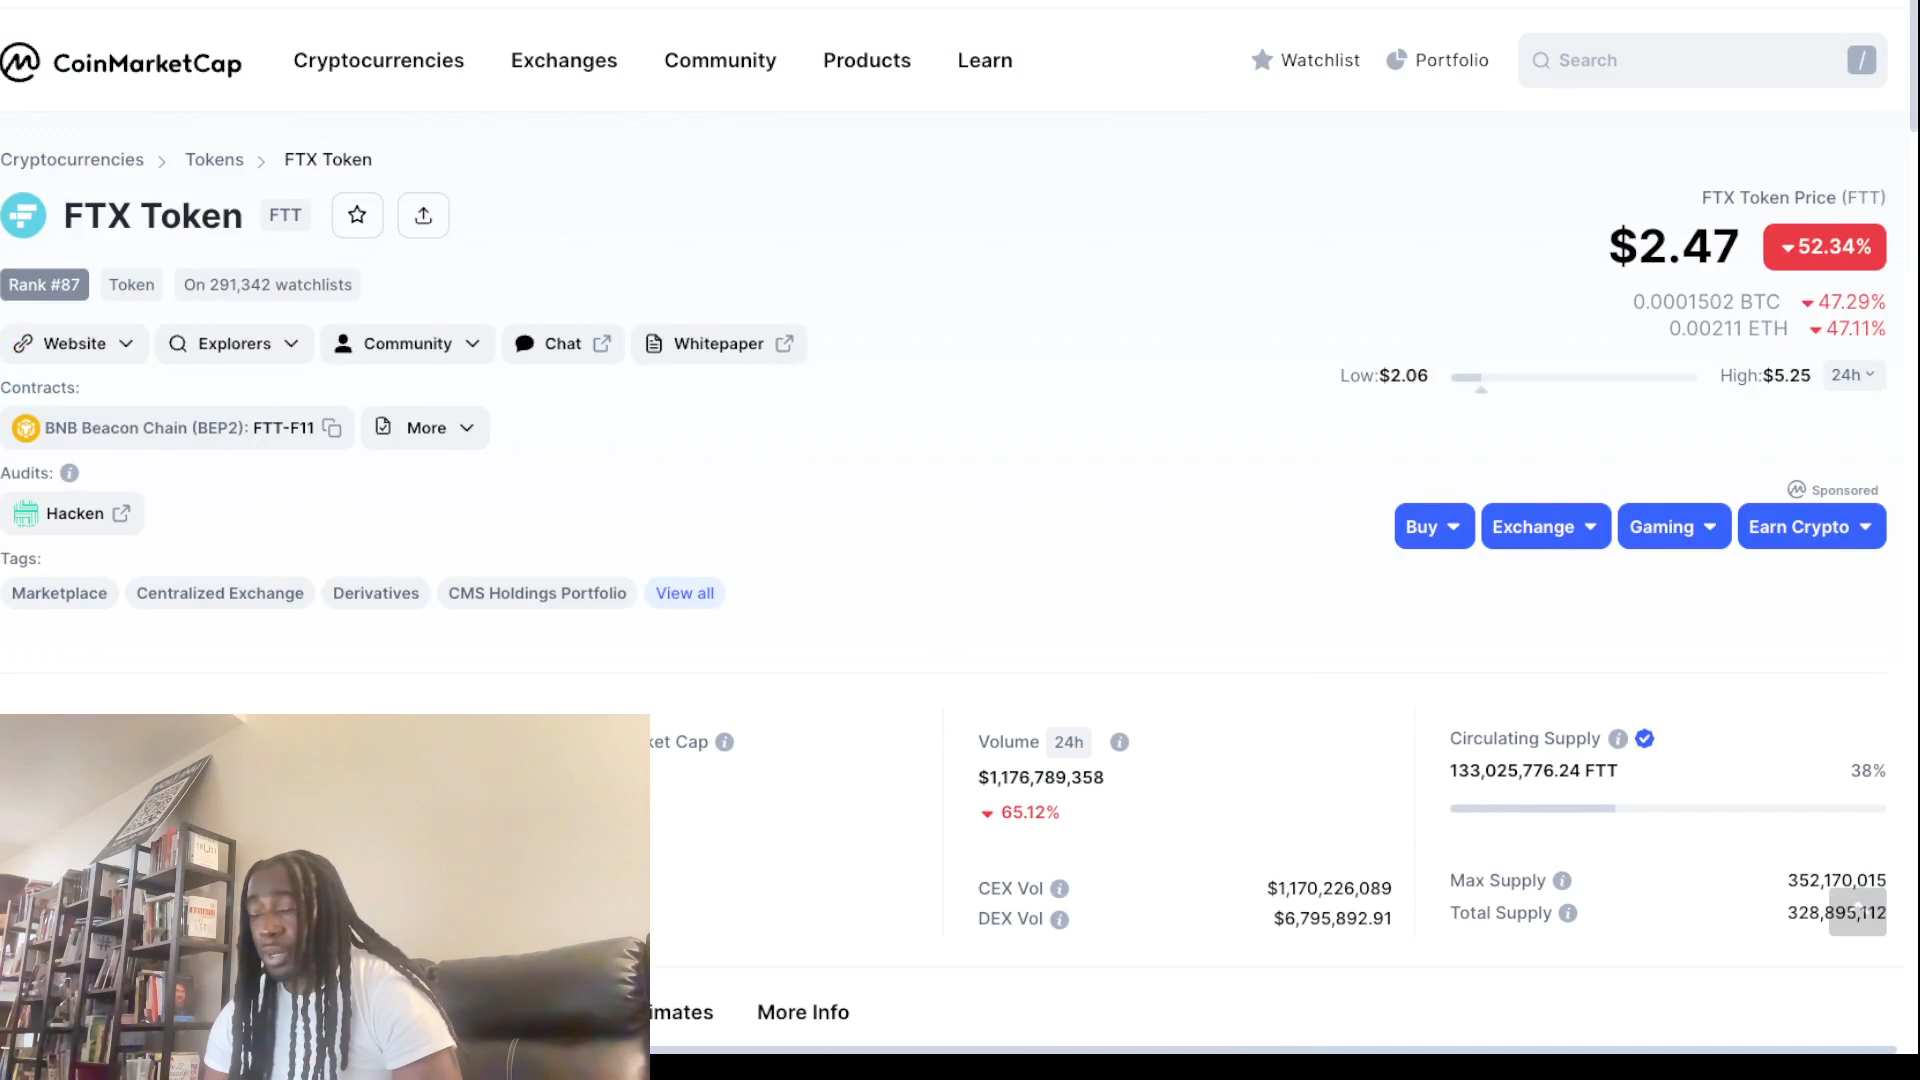 CoinMarketCap
Cryptocurrencies Exchanges Community Products Learn
Watchlist Portfolio Search /
Cryptocurrencies > Tokens > FTX Token
FTX Token FTT
Rank #87 Token On 291,342 watchlists
Website Explorers Community Chat Whitepaper
Contracts:
BNB Beacon Chain (BEP2): FTT-F11 More
Audits:
Hacken
Tags:
Marketplace Centralized Exchange Derivatives CMS Holdings Portfolio View all
FTX Token Price (FTT)
$2.47 52.34%
0.0001502 BTC 47.29%
0.00211 ETH 47.11%
Low:$2.06 High:$5.25 24h
Sponsored
Buy Exchange Gaming Earn Crypto
ket Cap
Volume 24h
$1,176,789,358
65.12%
CEX Vol $1,170,226,089
DEX Vol $6,795,892.91
Circulating Supply
133,025,776.24 FTT 38%
Max Supply 352,170,015
Total Supply 328,895,112
imates More Info
TRUST